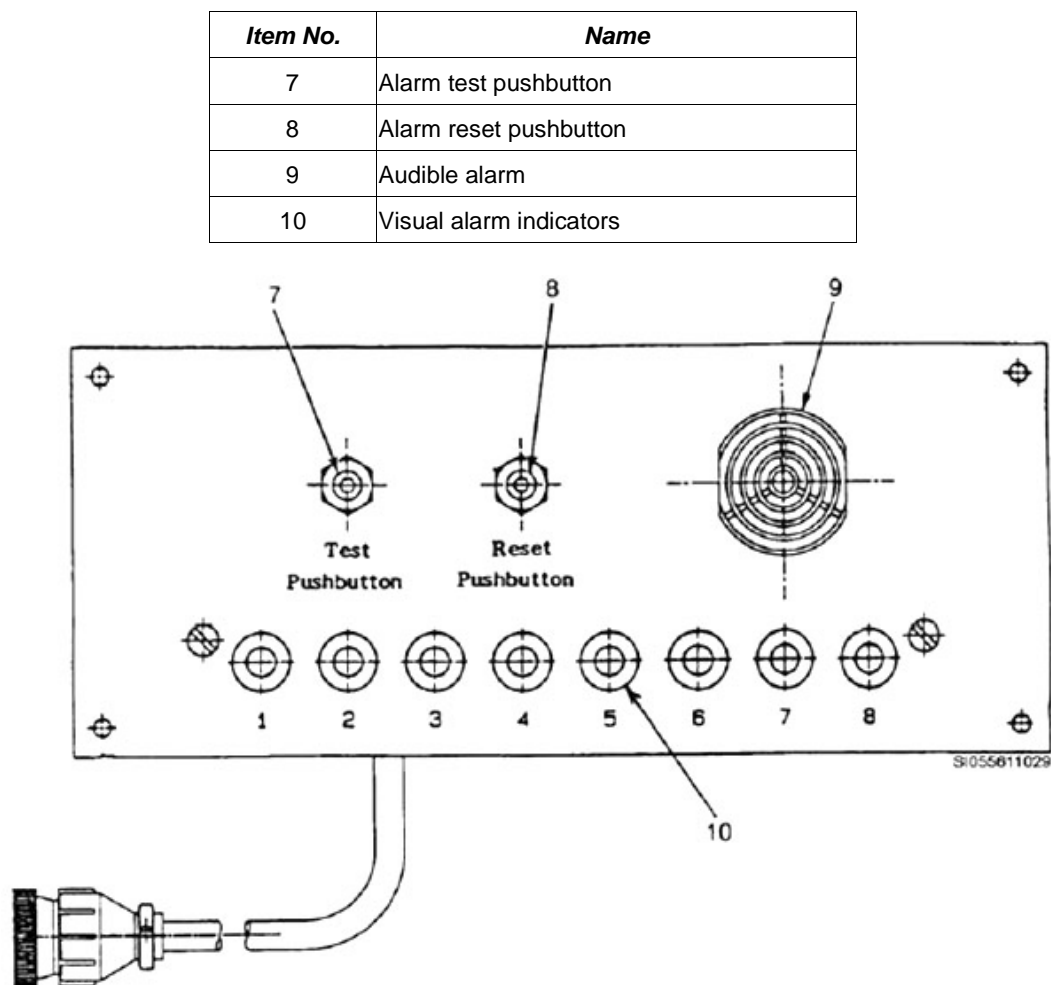 Item No. Name
7 Alarm test pushbutton
8 Alarm reset pushbutton
9 Audible alarm
10 Visual alarm indicators
7 8 9
Test Reset
Pushbutton Pushbutton
1 2 3 4 5 6 7 8
SI055611029
10